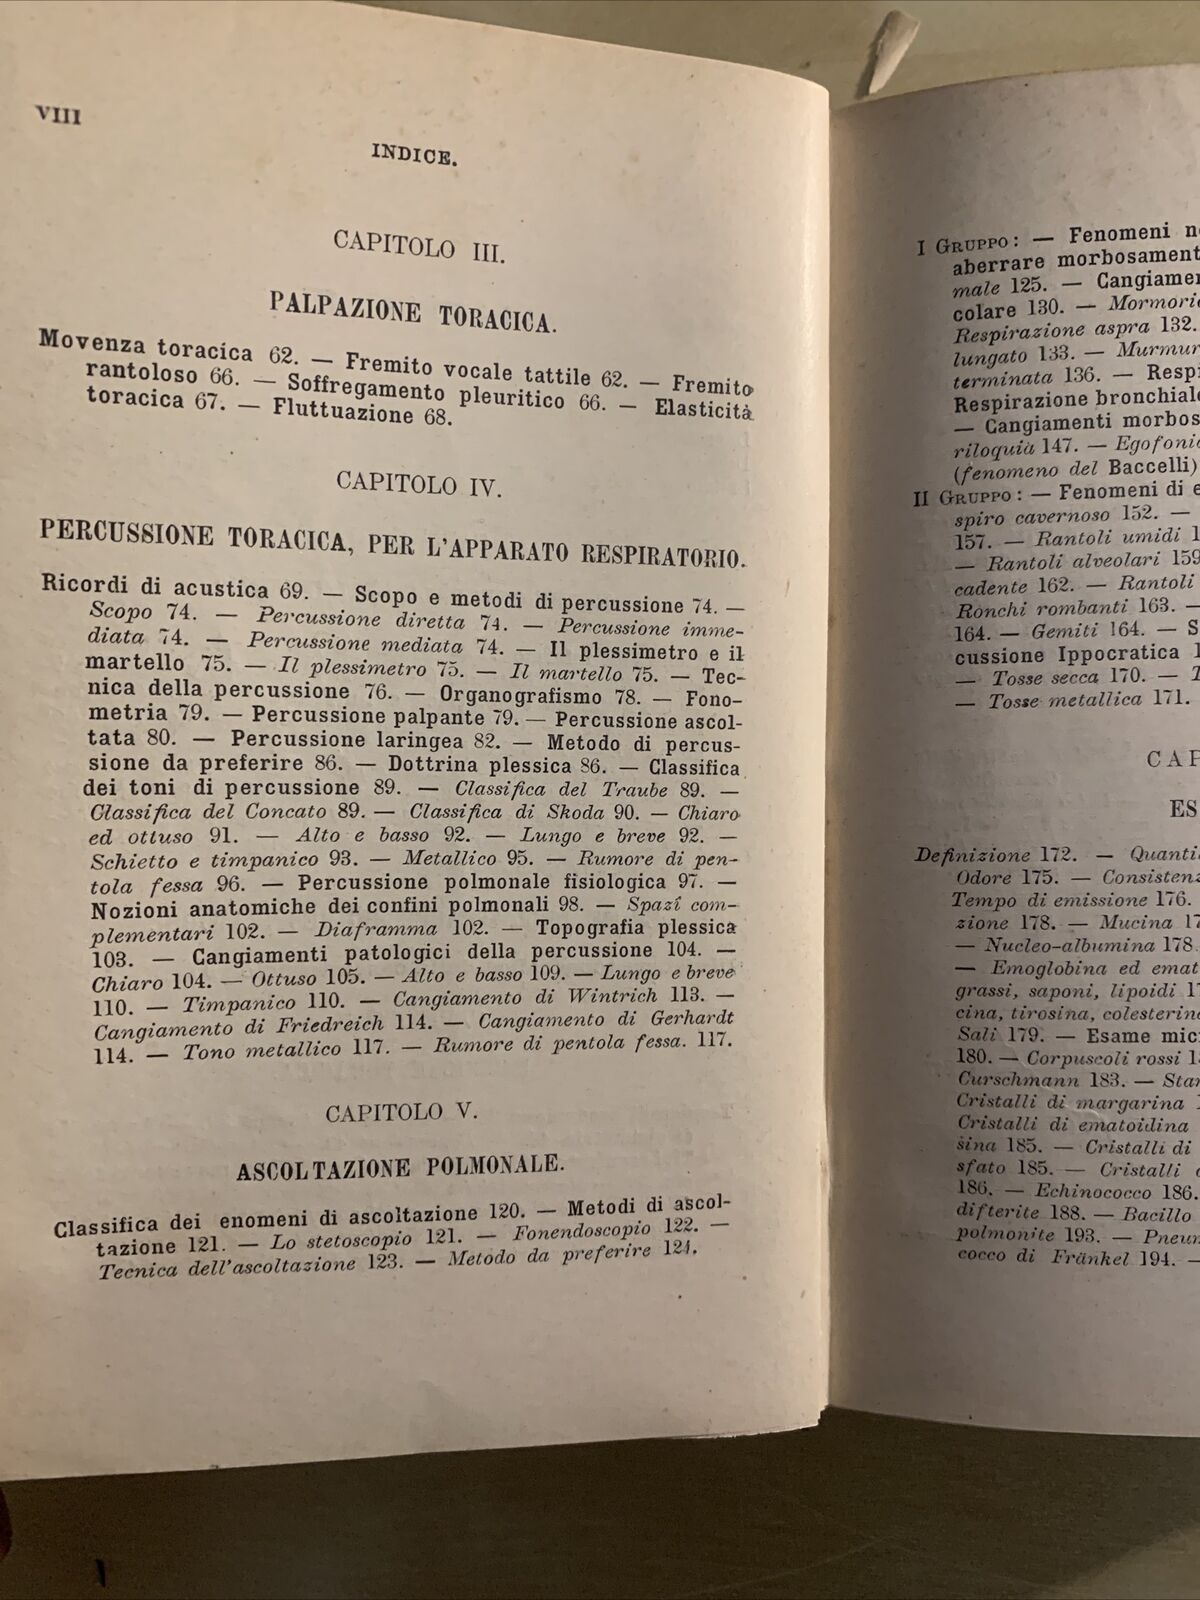 VIII
INDICE.
CAPITOLO III.
PALPAZIONE TORACICA.
Movenza toracica 62. — Fremito vocale tattile 62. — Fremito
rantoloso 66. — Soffregamento pleuritico 66. — Elasticità
toracica 67. — Fluttuazione 68.
CAPITOLO IV.
PERCUSSIONE TORACICA, PER L'APPARATO RESPIRATORIO.
Ricordi di acustica 69. — Scopo e metodi di percussione 74. —
Scopo 74. — Percussione diretta 74. — Percussione imme-
diata 74. — Percussione mediata 74. — Il plessimetro e il
martello 75. — Il plessimetro 75. — Il martello 75. — Tec-
nica della percussione 76. — Organografismo 78. — Fono-
metria 79. — Percussione palpante 79. — Percussione ascol-
tata 80. — Percussione laringea 82. — Metodo di percus-
sione da preferire 86. — Dottrina plessica 86. — Classifica
dei toni di percussione 89. — Classifica del Traube 89. —
Classifica del Concato 89. — Classifica di Skoda 90. — Chiaro
ed ottuso 91. — Alto e basso 92. — Lungo e breve 92. —
Schietto e timpanico 93. — Metallico 95. — Rumore di pen-
tola fessa 96. — Percussione polmonale fisiologica 97. —
Nozioni anatomiche dei confini polmonali 98. — Spazî com-
plementari 102. — Diaframma 102. — Topografia plessica
103. — Cangiamenti patologici della percussione 104. —
Chiaro 104. — Ottuso 105. — Alto e basso 109. — Lungo e breve
110. — Timpanico 110. — Cangiamento di Wintrich 113. —
Cangiamento di Friedreich 114. — Cangiamento di Gerhardt
114. — Tono metallico 117. — Rumore di pentola fessa. 117.
CAPITOLO V.
ASCOLTAZIONE POLMONALE.
Classifica dei enomeni di ascoltazione 120. — Metodi di ascol-
tazione 121. — Lo stetoscopio 121. — Fonendoscopio 122. —
Tecnica dell'ascoltazione 123. — Metodo da preferire 124.
I GRUPPO: — Fenomeni
aberrare morbosament
male 125. — Cangiame
colare 130. — Mormori
Respirazione aspra 132.
lungato 133. — Murmur
terminata 136. — Resp
Respirazione bronchial
— Cangiamenti morbos
riloquia 147. — Egofoni
(fenomeno del Baccelli)
II GRUPPO: — Fenomeni di
spiro cavernoso 152. —
157. — Rantoli umidi
— Rantoli alveolari 159
cadente 162. — Rantoli
Ronchi rombanti 163. —
164. — Gemiti 164. — S
cussione Ippocratica
— Tosse secca 170. —
— Tosse metallica 171.
CAP
ES
Definizione 172. — Quanti
Odore 175. — Consisten
Tempo di emissione 176.
zione 178. — Mucina 17
— Nucleo-albumina 178.
— Emoglobina ed emat
grassi, saponi, lipoidi 17
cina, tirosina, colesterin
Sali 179. — Esame mic
180. — Corpuscoli rossi
Curschmann 183. — Star
Cristalli di margarina
Cristalli di ematoidina
sina 185. — Cristalli di
sfato 185. — Cristalli
186. — Echinococco 186.
difterite 188. — Bacillo
polmonite 193. — Pneum
cocco di Fränkel 194. —